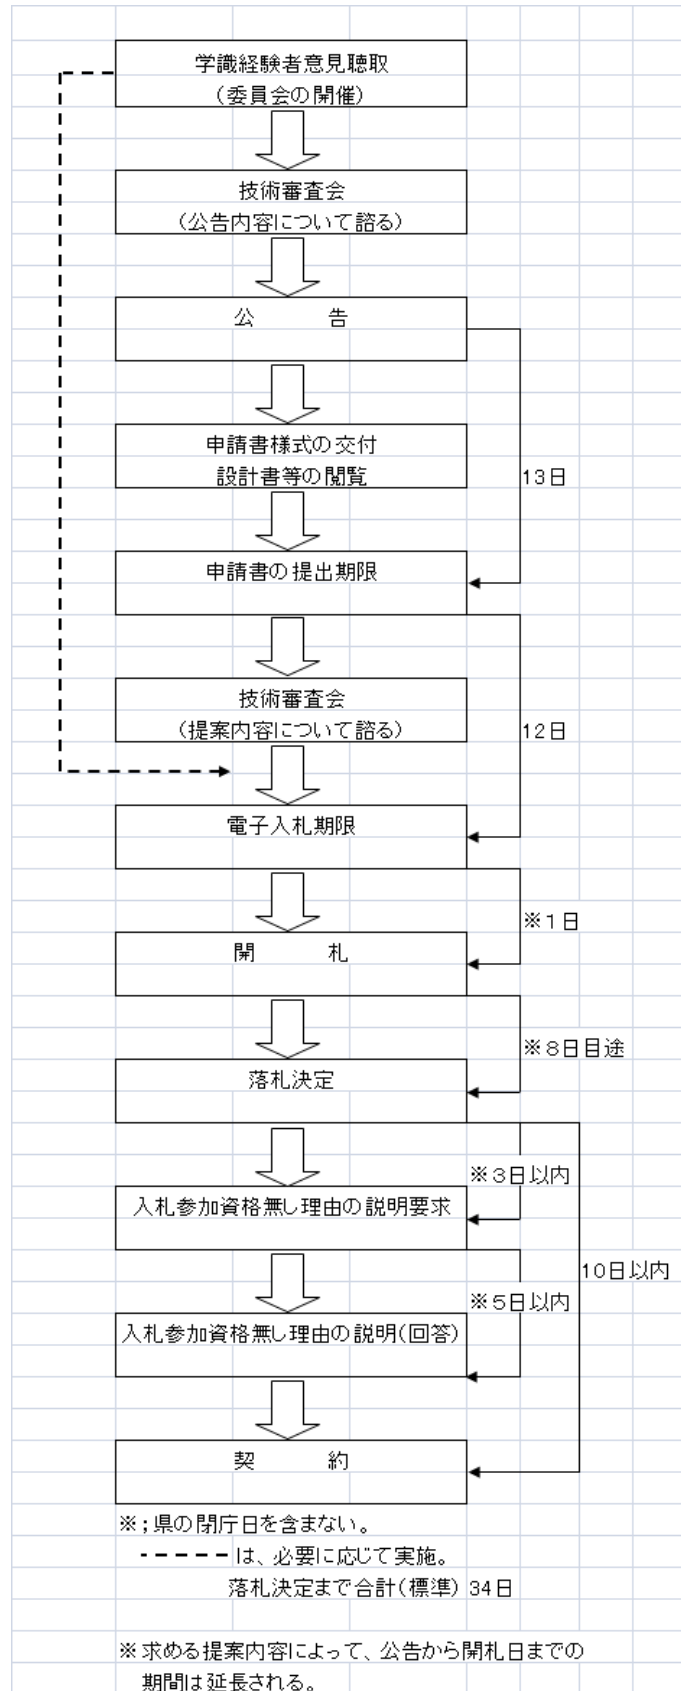 学識経験者意見聴取
(委員会の開催)
技術審査会
(公告内容について諮る)
公　　　告
申請書様式の交付
設計書等の閲覧
13日
申請書の提出期限
技術審査会
(提案内容について諮る)
12日
電子入札期限
※1日
開　　　札
※8日目途
落札決定
※3日以内
入札参加資格無し理由の説明要求
10日以内
※5日以内
入札参加資格無し理由の説明(回答)
契　　　約
※;県の閉庁日を含まない。
-----は、必要に応じて実施。
落札決定まで合計(標準) 34日
※求める提案内容によって、公告から開札日までの
期間は延長される。